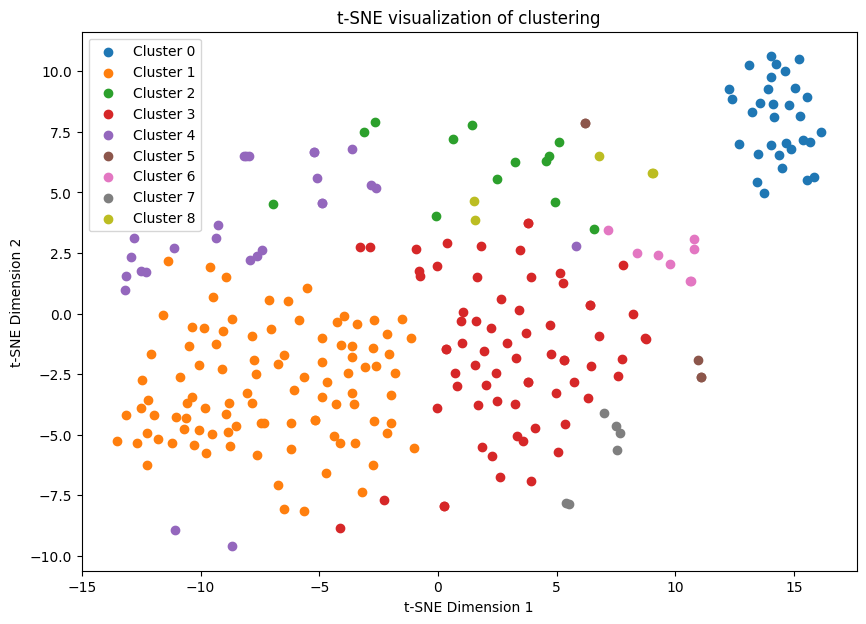 t-SNE visualization of clustering
Cluster 0
Cluster 1
Cluster 2
Cluster 3
Cluster 4
Cluster 5
Cluster 6
Cluster 7
Cluster 8
10.0
7.5
5.0
2.5
0.0
−2.5
−5.0
−7.5
−10.0
t-SNE Dimension 2
−15
−10
−5
0
5
10
15
t-SNE Dimension 1